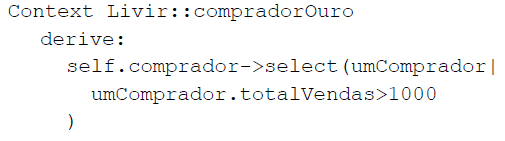 Context Livir::compradorOuro
derive:
self.comprador->select(umComprador|
umComprador.totalVendas>1000
)